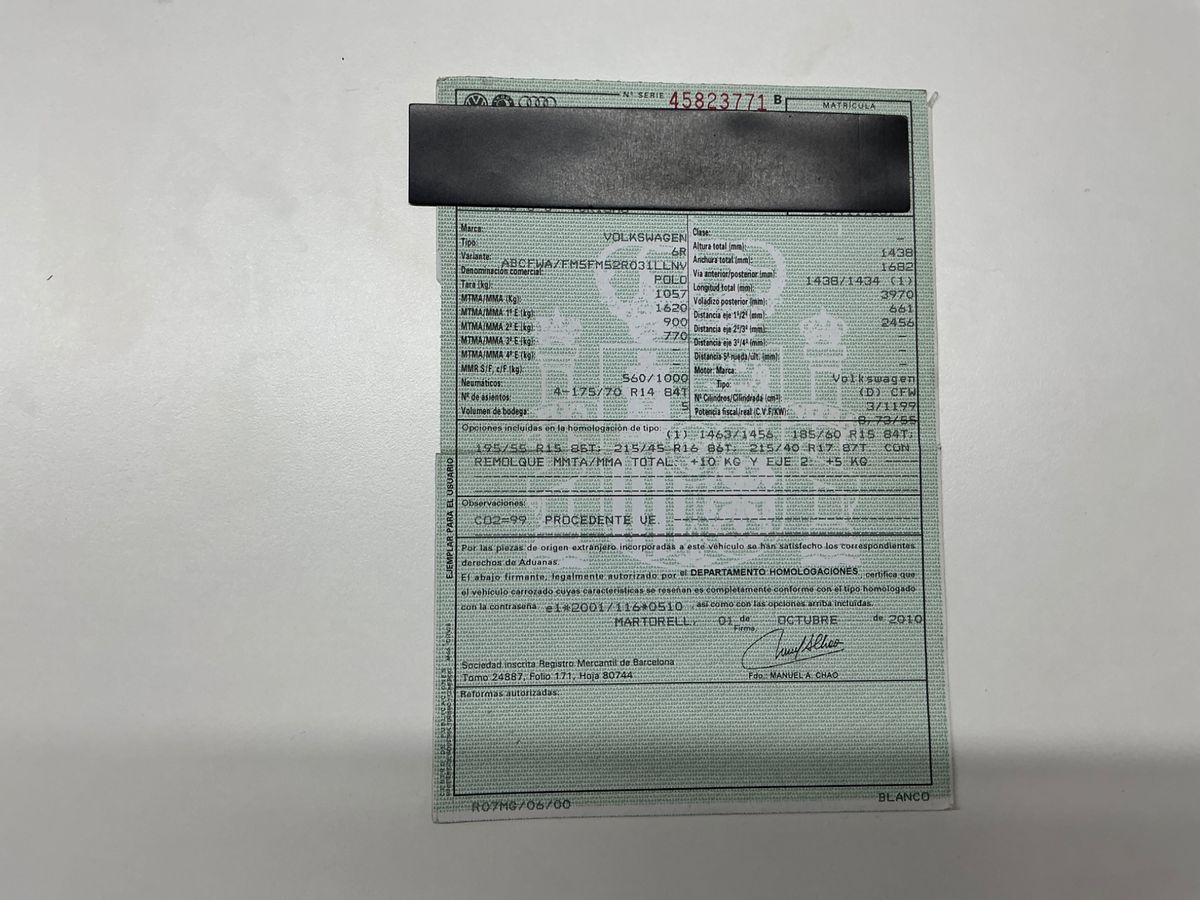 Nº SERIE 45823771 B MATRÍCULA
Marca: VOLKSWAGEN
Tipo: 6R
Variante: ABCFWA/FM5FM52R031LLNV
Denominación comercial: POLO
Tara (kg): 1057
MTMA/MMA (Kg): 1620
MTMA/MMA 1º E (kg): 900
MTMA/MMA 2º E (kg): 770
MTMA/MMA 3º E (kg): –
MTMA/MMA 4º E (kg): –
MMR S/F, c/F (kg): 560/1000
Neumáticos: 4-175/70 R14 84T
Nº de asientos: 5
Volumen de bodega:
Clase: –
Altura total (mm): 1438
Anchura total (mm): 1682
Vía anterior/posterior (mm): 1438/1434 (1)
Longitud total (mm): 3970
Voladizo posterior (mm): 661
Distancia eje 1º/2º (mm): 2456
Distancia eje 2º/3º (mm): –
Distancia eje 3º/4º (mm): –
Distancia 5ª rueda/últ. (mm): –
Motor: Marca: Volkswagen
Tipo: (D) CFW
Nº Cilindros/Cilindrada (cm³) 3/1199
Potencia fiscal/real (C.V.F/KW): 8,73/55
Opciones incluidas en la homologación de tipo: (1) 1463/1456. 185/60 R15 84T;
195/55 R15 85T; 215/45 R16 86T; 215/40 R17 87T. CON
REMOLQUE MMTA/MMA TOTAL: +10 KG Y EJE 2: +5 KG.
Observaciones:
CO2=99. PROCEDENTE UE.
Por las piezas de origen extranjero incorporadas a este vehículo se han satisfecho los correspondientes
derechos de Aduanas.
El abajo firmante, legalmente autorizado por el DEPARTAMENTO HOMOLOGACIONES certifica que
el vehículo carrozado cuyas características se reseñan es completamente conforme con el tipo homologado
con la contraseña e1*2001/116*0510 , así como con las opciones arriba incluidas.
MARTORELL, 01 de OCTUBRE de 2010
Firma:
Sociedad inscrita Registro Mercantil de Barcelona
Tomo 24887, Folio 171, Hoja 80744
Fdo.: MANUEL A. CHAO
Reformas autorizadas:
EJEMPLAR PARA EL USUARIO
R07MG/06/00 BLANCO